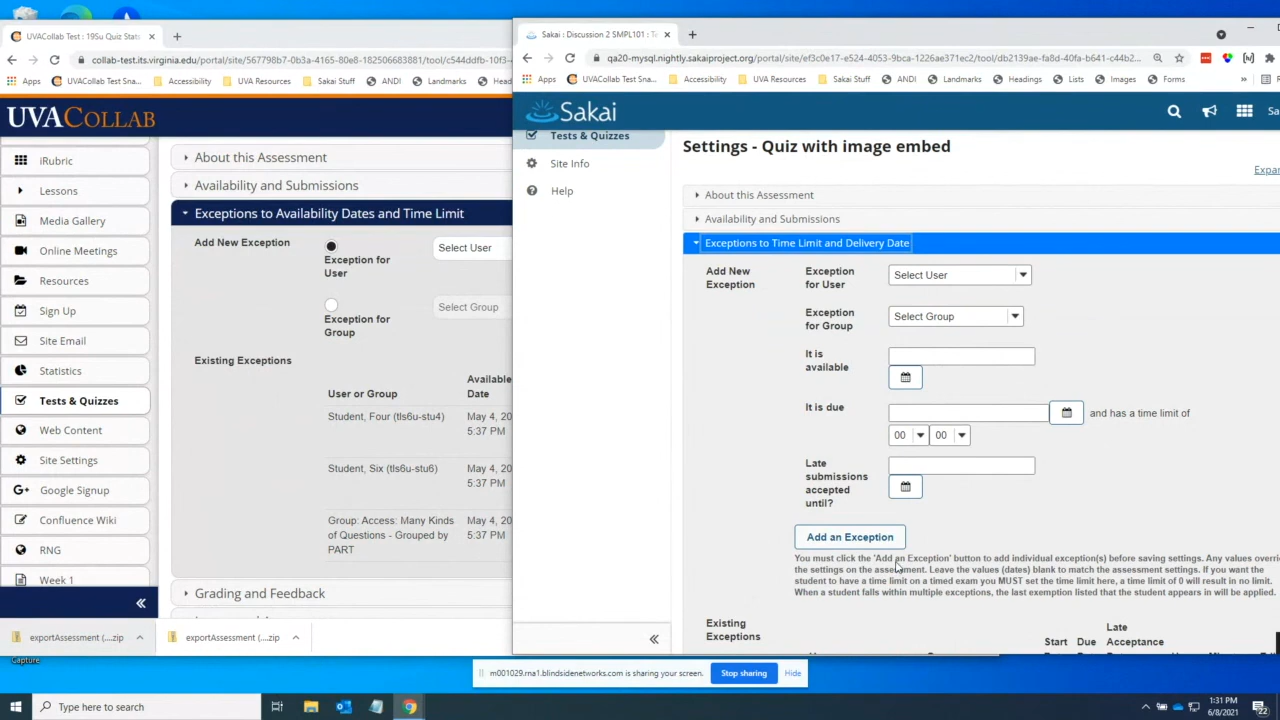 UVACollab Test : 19Su Quiz Stat
collab-test.its.virginia.edu/portal/site/567798b7-0b3a-4165-80e8-182506683881/tool/c544ddfb-10f3
Apps
UVACollab Test Sna...
Accessibility
UVA Resources
Sakai Stuff
ANDI
Landmarks
Head
UVACOLLAB
iRubric
Lessons
Media Gallery
Online Meetings
Resources
Sign Up
Site Email
Statistics
Tests & Quizzes
Web Content
Site Settings
Google Signup
Confluence Wiki
RNG
Week 1
About this Assessment
Availability and Submissions
Exceptions to Availability Dates and Time Limit
Add New Exception
Exception for
User
Select User
Exception for
Group
Select Group
Existing Exceptions
User or Group
Available
Date
Student, Four (tls6u-stu4)
May 4, 20
5:37 PM
Student, Six (tls6u-stu6)
May 4, 20
5:37 PM
Group: Access: Many Kinds
of Questions - Grouped by
PART
May 4, 20
5:37 PM
Grading and Feedback
exportAssessment (....zip
exportAssessment (....zip
Sakai : Discussion 2 SMPL101 : Te
qa20-mysql.nightly.sakaiproject.org/portal/site/ef3c0e17-e524-4053-9bca-1226ae371ec2/tool/db2139ae-fa8d-40fa-b641-c44b2...
Apps
UVACollab Test Sna...
Accessibility
UVA Resources
Sakai Stuff
ANDI
Landmarks
Headings
Lists
Images
Forms
»
R
Sakai
Sa
Tests & Quizzes
Site Info
Help
Settings - Quiz with image embed
Expan
About this Assessment
Availability and Submissions
Exceptions to Time Limit and Delivery Date
Add New
Exception
Exception
for User
Select User
Exception
for Group
Select Group
It is
available
It is due
and has a time limit of
00
00
Late
submissions
accepted
until?
Add an Exception
You must click the 'Add an Exception' button to add individual exception(s) before saving settings. Any values overri
the settings on the assessment. Leave the values (dates) blank to match the assessment settings. If you want the
student to have a time limit on a timed exam you MUST set the time limit here, a time limit of 0 will result in no limit.
When a student falls within multiple exceptions, the last exemption listed that the student appears in will be applied.
Existing
Exceptions
Late
Start
Due
Acceptance
Capture
m001029.rna1.blindsidenetworks.com is sharing your screen.
Stop sharing
Hide
Type here to search
1:31 PM
6/8/2021
22